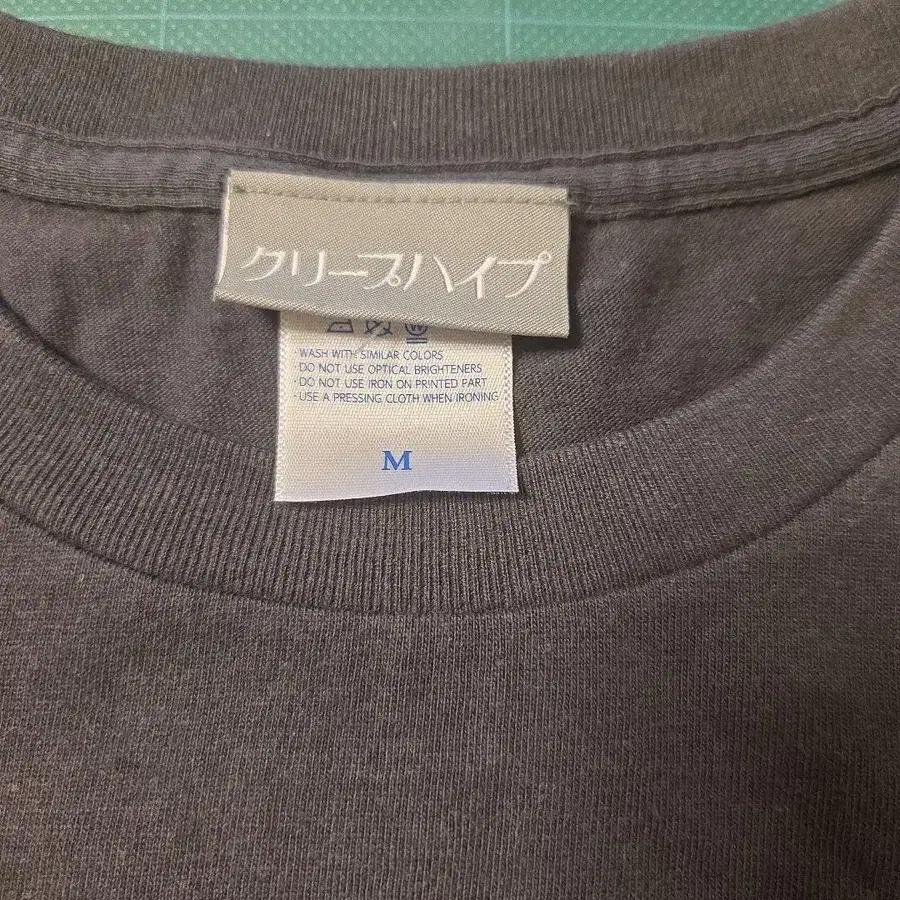 クリープハイプ
· WASH WITH SIMILAR COLORS
· DO NOT USE OPTICAL BRIGHTENERS
· DO NOT USE IRON ON PRINTED PART
· USE A PRESSING CLOTH WHEN IRONING
M